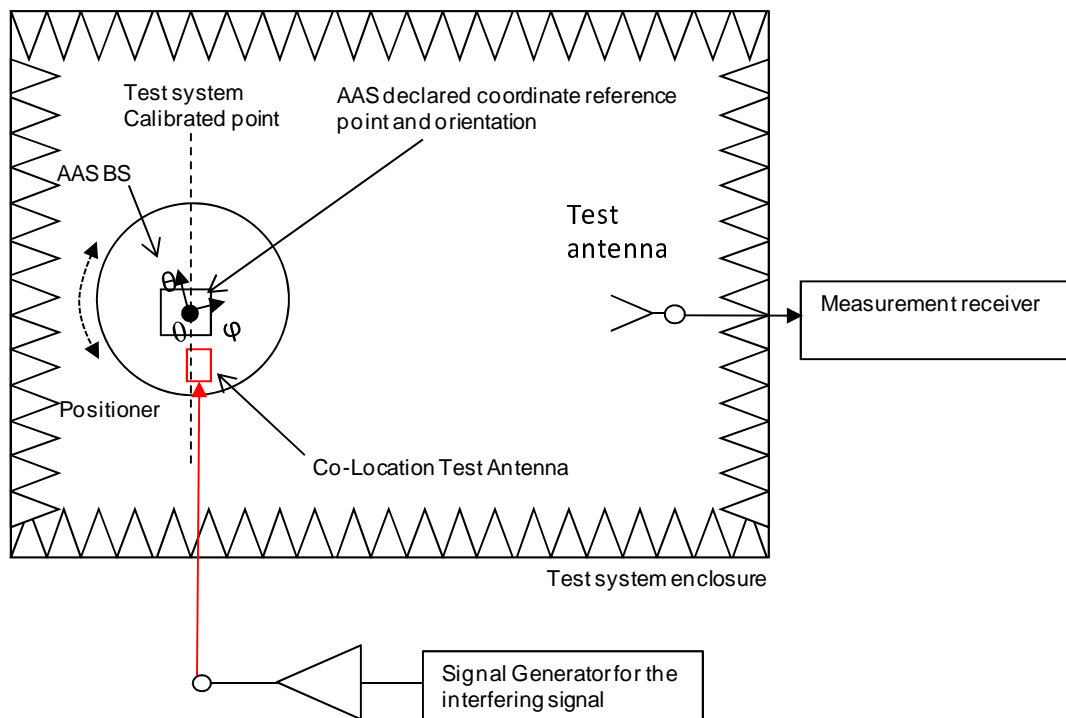 Test system
Calibrated point
AAS declared coordinate reference
point and orientation
AAS BS
Test
antenna
θ
θ
φ
Measurement receiver
Positioner
Co-Location Test Antenna
Test system enclosure
Signal Generator for the
interfering signal